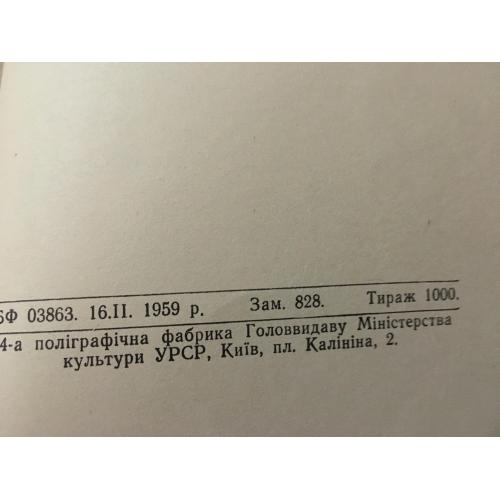 БФ 03863. 16.II. 1959 р. Зам. 828. Тираж 1000.
4-а поліграфічна фабрика Головвидаву Міністерства
культури УРСР, Київ, пл. Калініна, 2.